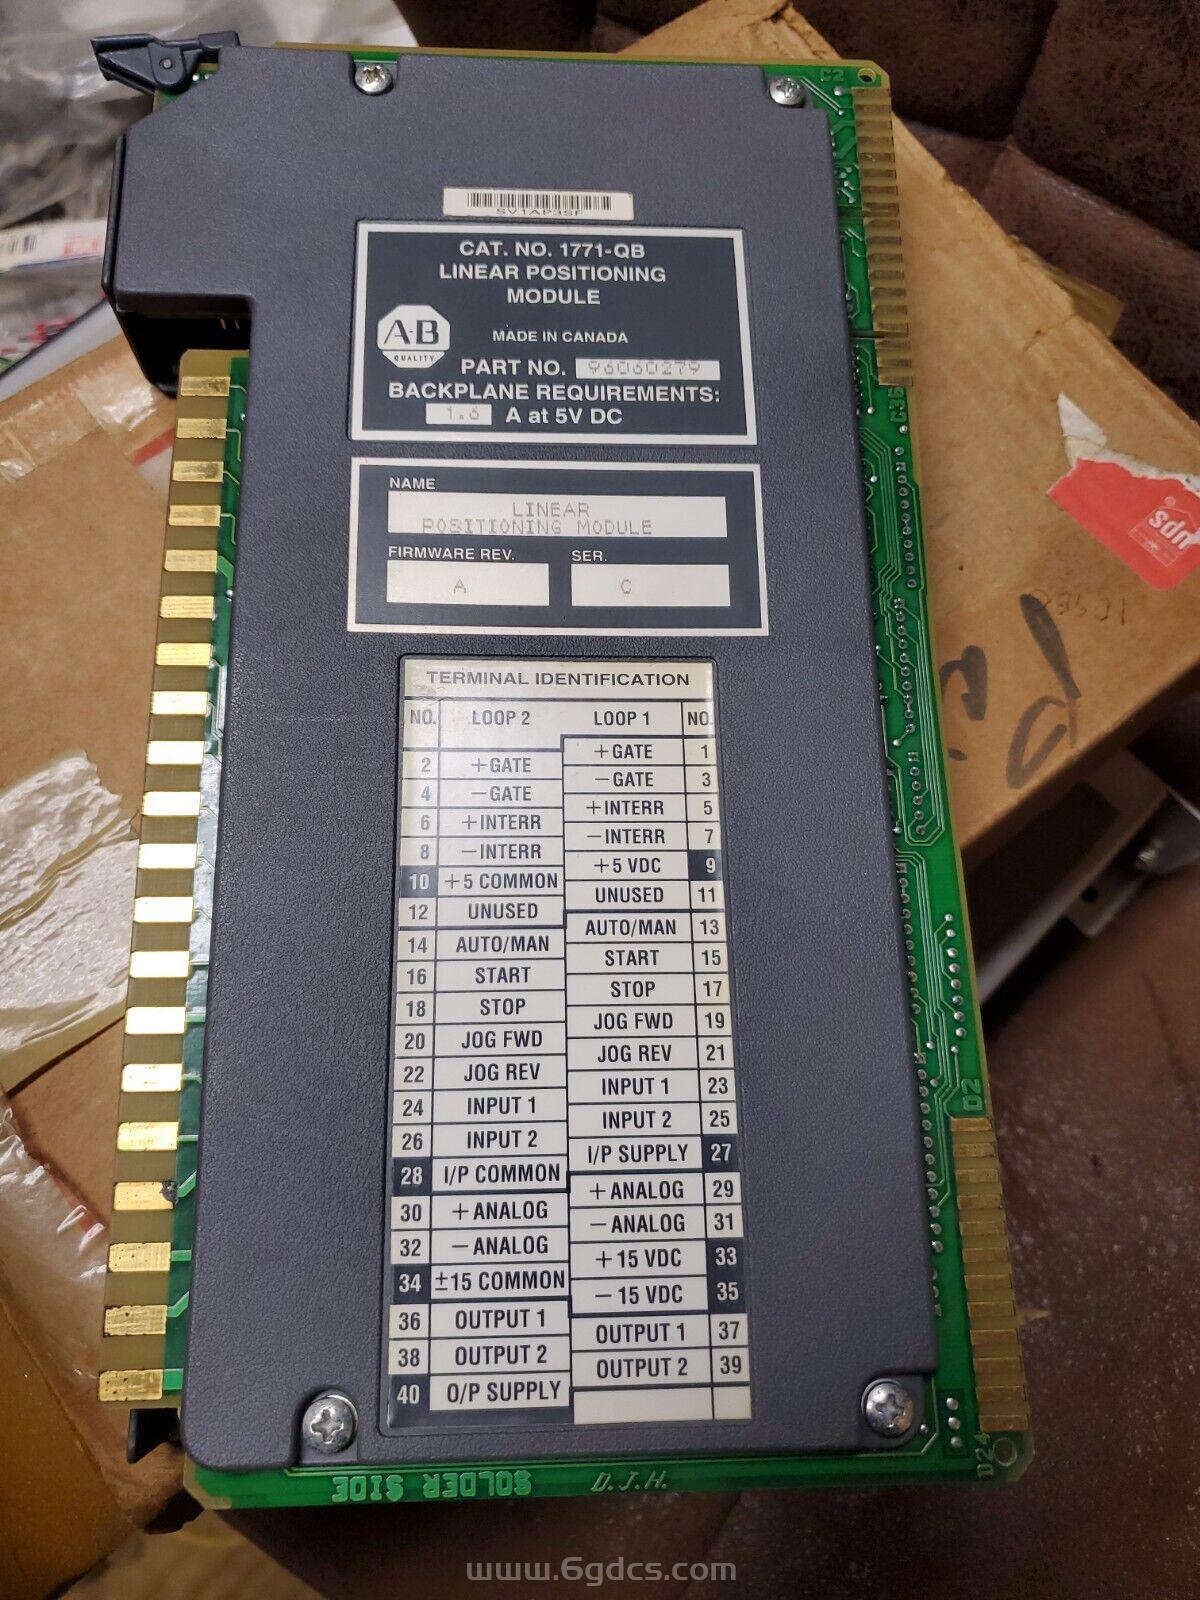 C2
SV1AP3SF
CAT. NO. 1771-QB
LINEAR POSITIONING
MODULE
A-B
QUALITY
MADE IN CANADA
PART NO. 96060279
BACKPLANE REQUIREMENTS:
1.6 A at 5V DC
C36
NAME
LINEAR
POSITIONING MODULE
FIRMWARE REV. SER.
A C
ups
TERMINAL IDENTIFICATION
NO. LOOP 2 LOOP 1 NO.
+GATE 1
2 +GATE
-GATE 3
4 -GATE
+INTERR 5
6 +INTERR
-INTERR 7
8 -INTERR
+5 VDC 9
10 +5 COMMON
UNUSED 11
12 UNUSED
AUTO/MAN 13
14 AUTO/MAN
START 15
16 START
STOP 17
18 STOP
JOG FWD 19
20 JOG FWD
JOG REV 21
22 JOG REV
INPUT 1 23
24 INPUT 1
INPUT 2 25
26 INPUT 2
I/P SUPPLY 27
28 I/P COMMON
+ANALOG 29
30 +ANALOG
-ANALOG 31
32 -ANALOG
+15 VDC 33
34 ±15 COMMON
-15 VDC 35
36 OUTPUT 1
OUTPUT 1 37
38 OUTPUT 2
OUTPUT 2 39
40 O/P SUPPLY
D2
D24
SOLDER SIDE
D.J.H.
www.6gdcs.com